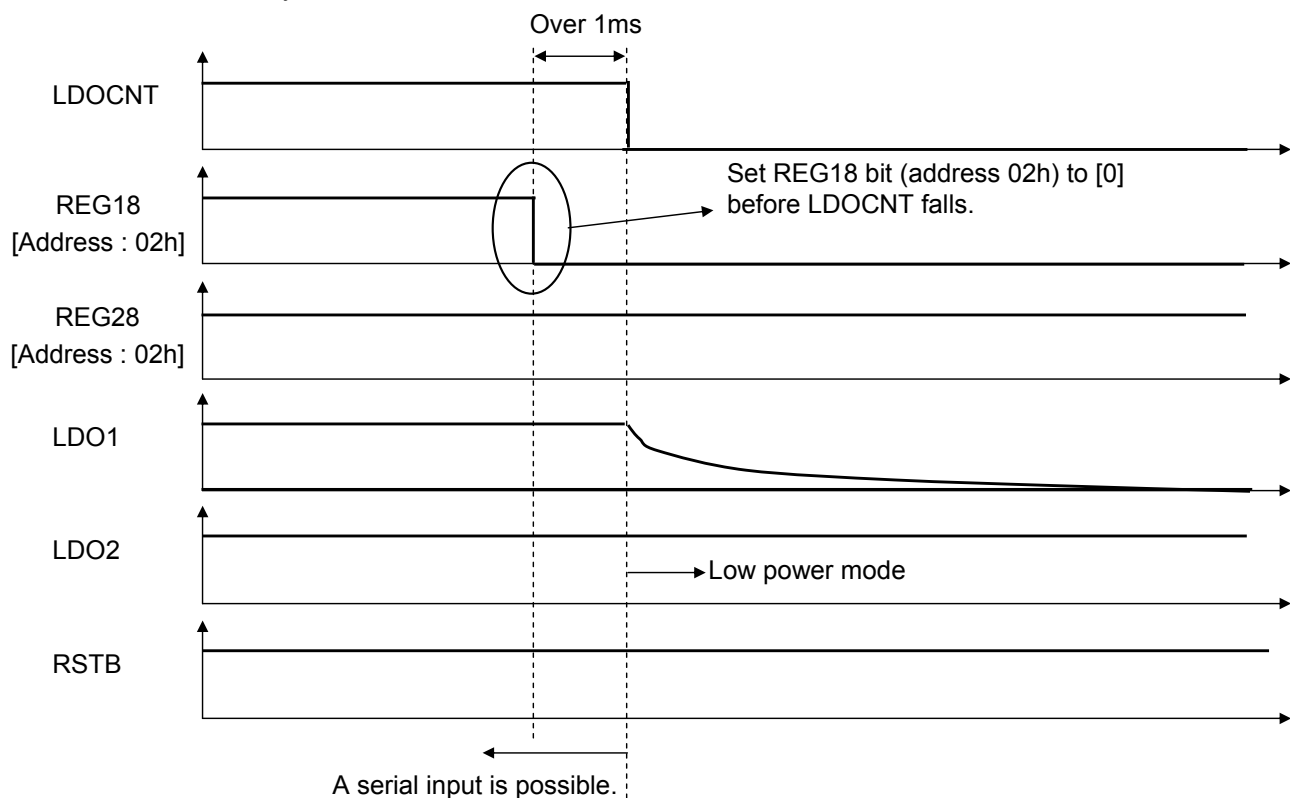 Over 1ms
LDOCNT
Set REG18 bit (address 02h) to [0]
before LDOCNT falls.
REG18
[Address : 02h]
REG28
[Address : 02h]
LDO1
LDO2
Low power mode
RSTB
A serial input is possible.